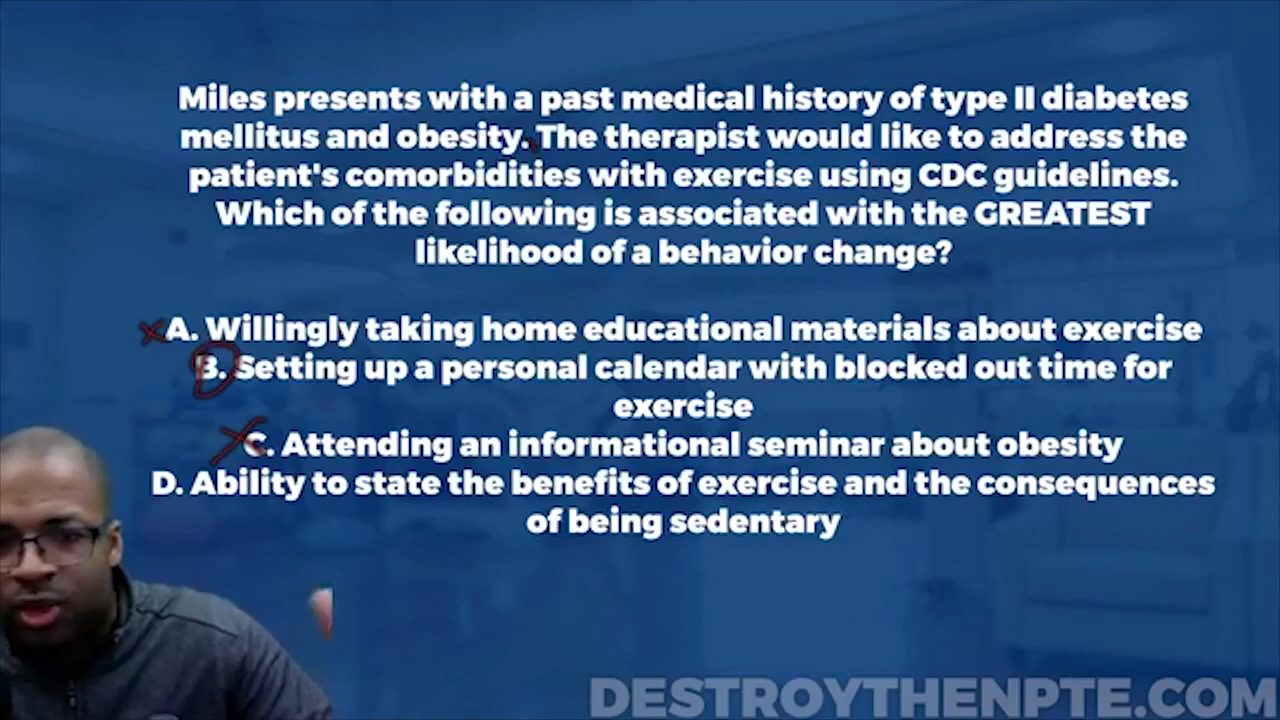 Miles presents with a past medical history of type II diabetes
mellitus and obesity. The therapist would like to address the
patient's comorbidities with exercise using CDC guidelines.
Which of the following is associated with the GREATEST
likelihood of a behavior change?
A. Willingly taking home educational materials about exercise
B. Setting up a personal calendar with blocked out time for
exercise
C. Attending an informational seminar about obesity
D. Ability to state the benefits of exercise and the consequences
of being sedentary
DESTROYTHENPTE.COM